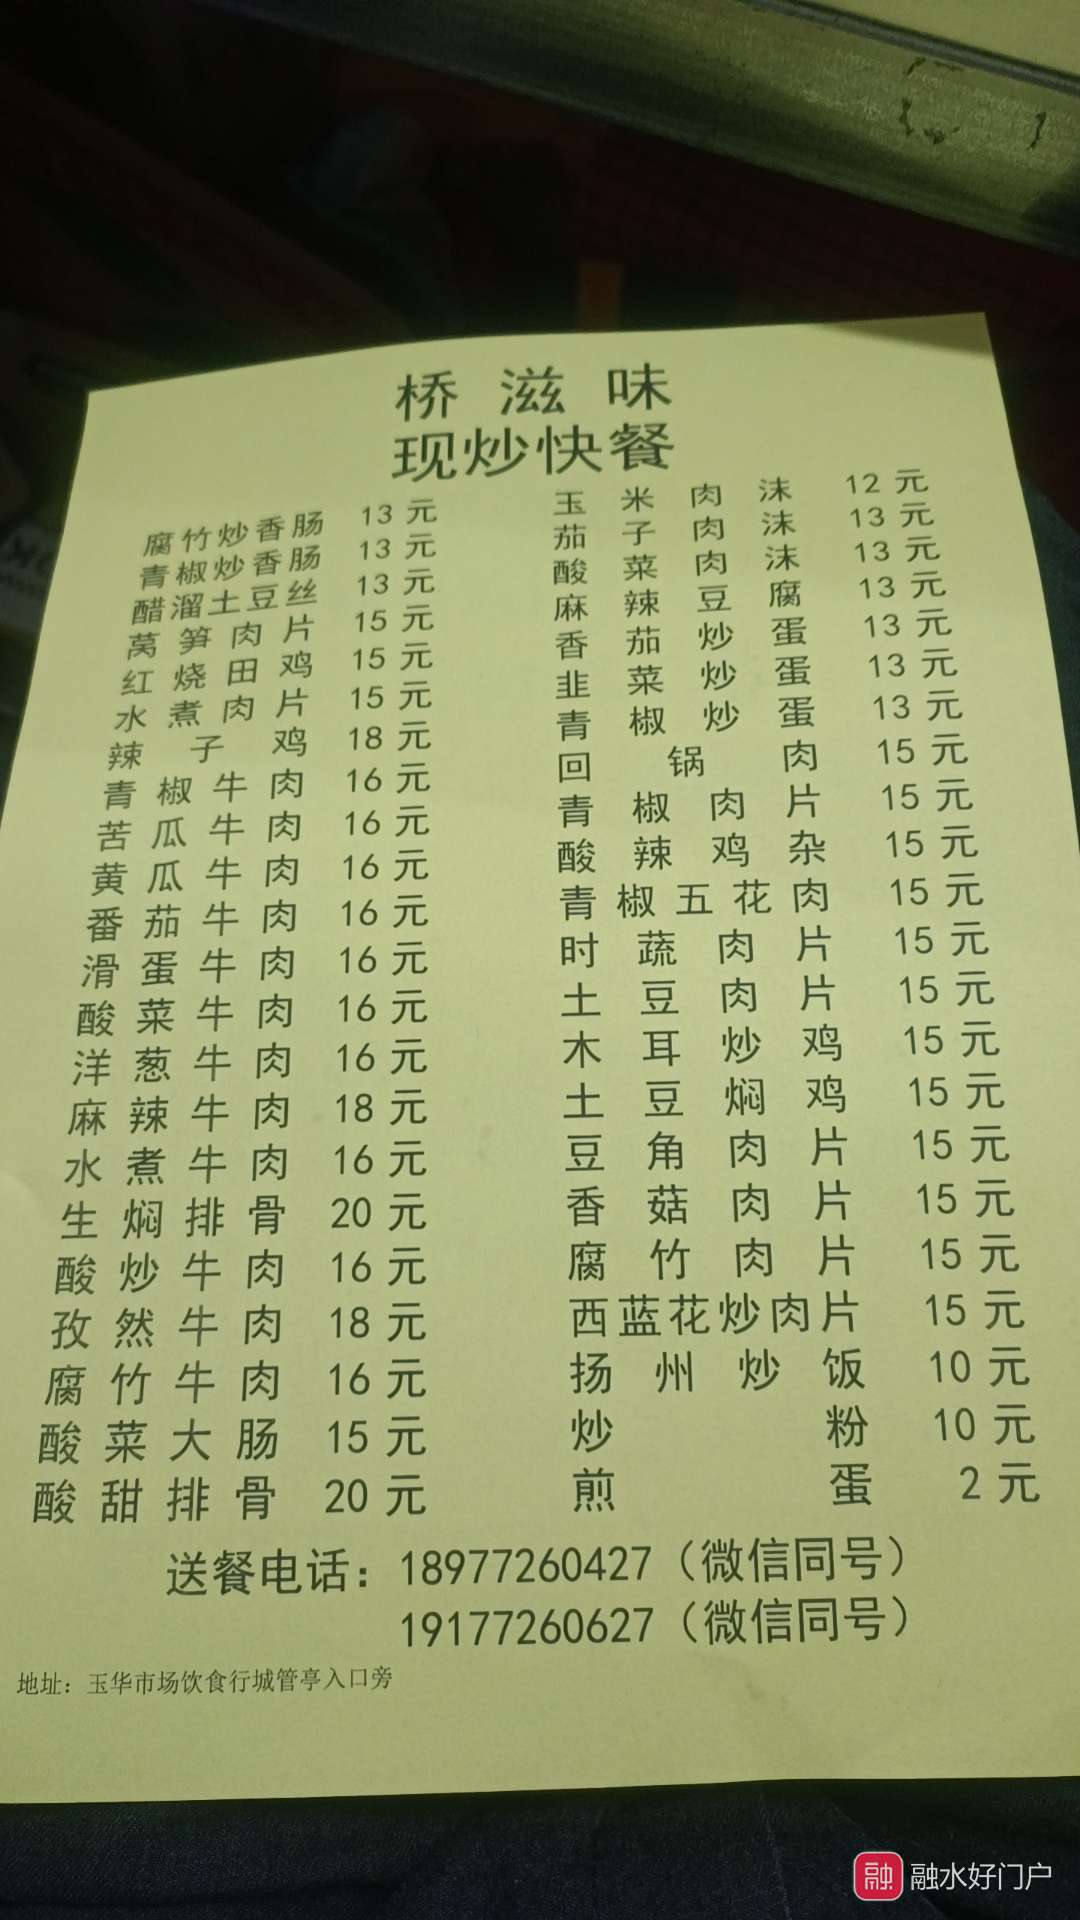 桥滋味
现炒快餐
腐竹炒香肠 13元
青椒炒香肠 13元
醋溜土豆丝 13元
莴笋肉片 15元
红烧田鸡 15元
水煮肉片 15元
辣子鸡 18元
青椒牛肉 16元
苦瓜牛肉 16元
黄瓜牛肉 16元
番茄牛肉 16元
滑蛋牛肉 16元
酸菜牛肉 16元
洋葱牛肉 16元
麻辣牛肉 18元
水煮牛肉 16元
生焖排骨 20元
酸炒牛肉 16元
孜然牛肉 18元
腐竹牛肉 16元
酸菜大肠 15元
酸甜排骨 20元
玉米肉沫 12元
茄子肉沫 13元
酸菜肉沫 13元
麻辣豆腐 13元
香茄炒蛋 13元
韭菜炒蛋 13元
青椒炒蛋 13元
回锅肉 15元
青椒肉片 15元
酸辣鸡杂 15元
青椒五花肉 15元
时蔬肉片 15元
土豆肉片 15元
木耳炒鸡 15元
土豆焖鸡 15元
豆角肉片 15元
香菇肉片 15元
腐竹肉片 15元
西蓝花炒肉片 15元
扬州炒饭 10元
炒粉 10元
煎蛋 2元
送餐电话：18977260427（微信同号）
19177260627（微信同号）
地址：玉华市场饮食行城管亭入口旁
融 融水好门户